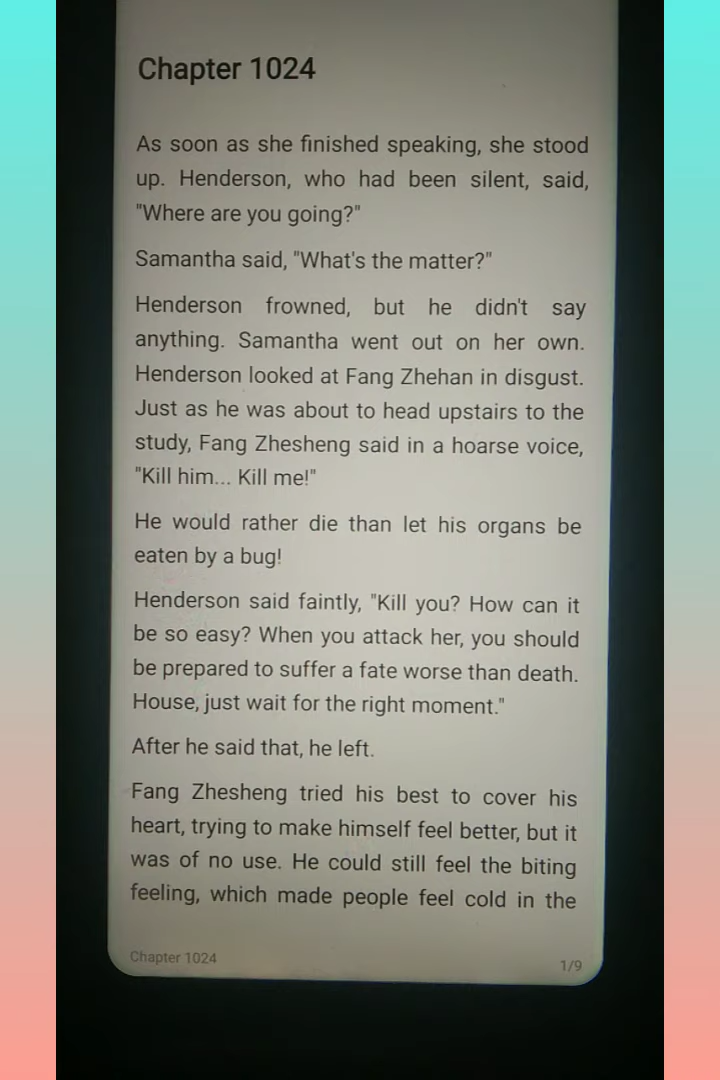 Chapter 1024
As soon as she finished speaking, she stood
up. Henderson, who had been silent, said,
"Where are you going?"
Samantha said, "What's the matter?"
Henderson frowned, but he didn't say
anything. Samantha went out on her own.
Henderson looked at Fang Zhehan in disgust.
Just as he was about to head upstairs to the
study, Fang Zhesheng said in a hoarse voice,
"Kill him... Kill me!"
He would rather die than let his organs be
eaten by a bug!
Henderson said faintly, "Kill you? How can it
be so easy? When you attack her, you should
be prepared to suffer a fate worse than death.
House, just wait for the right moment."
After he said that, he left.
Fang Zhesheng tried his best to cover his
heart, trying to make himself feel better, but it
was of no use. He could still feel the biting
feeling, which made people feel cold in the
Chapter 1024
1/9